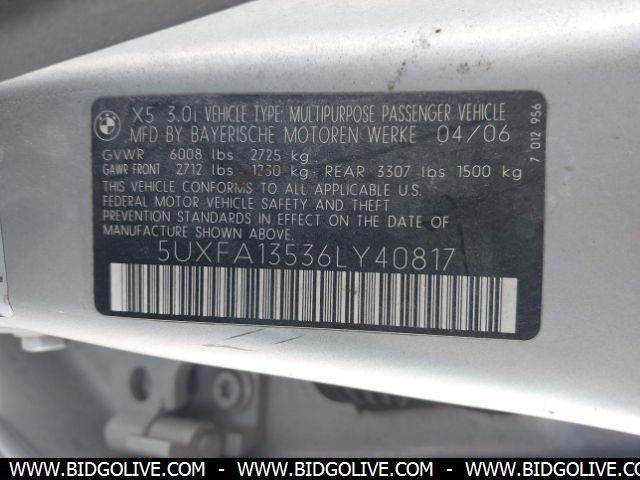 X5 3.0i VEHICLE TYPE: MULTIPURPOSE PASSENGER VEHICLE
MFD BY BAYERISCHE MOTOREN WERKE 04/06
GVWR 6008 lbs 2725 kg
GAWR FRONT 2712 lbs 1230 kg - REAR 3307 lbs 1500 kg
THIS VEHICLE CONFORMS TO ALL APPLICABLE U.S.
FEDERAL MOTOR VEHICLE SAFETY AND THEFT
PREVENTION STANDARDS IN EFFECT ON THE DATE OF
MANUFACTURE SHOWN ABOVE.
5UXFA13536LY40817
7 012 956
WWW.BIDGOLIVE.COM - WWW.BIDGOLIVE.COM - WWW.BIDGOLIVE.COM